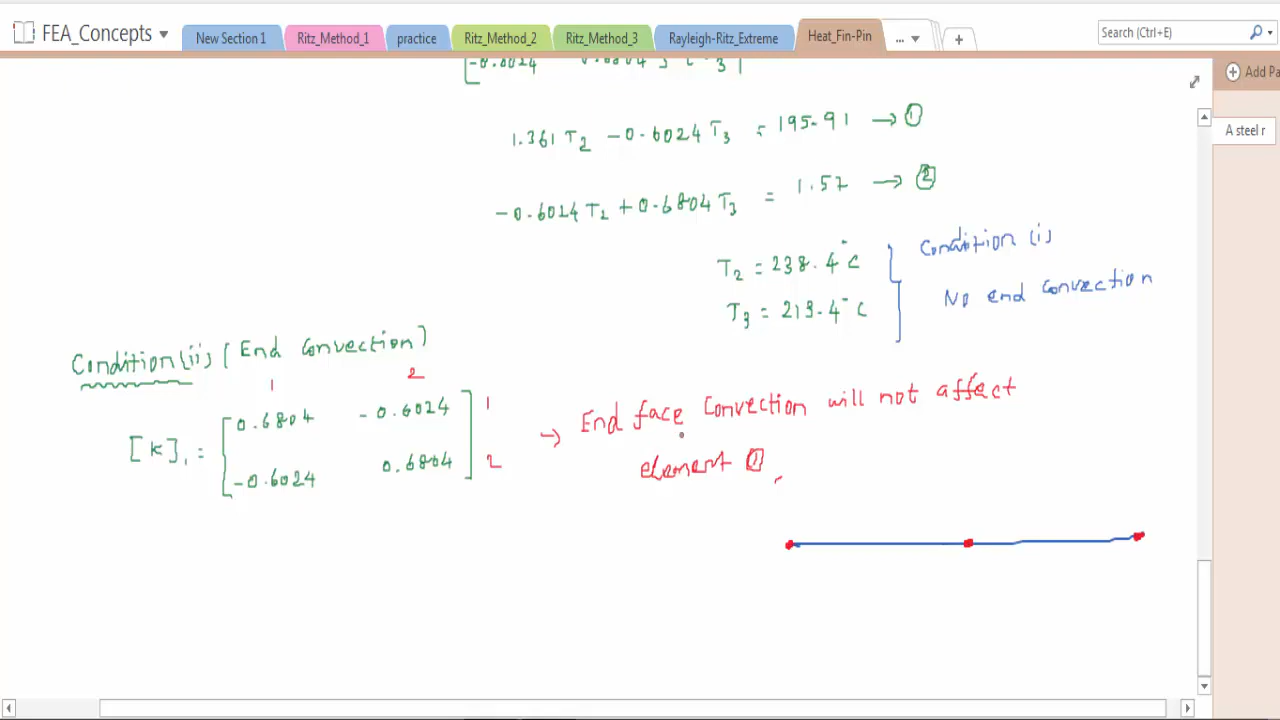 FEA_Concepts
New Section 1
Ritz_Method_1
practice
Ritz_Method_2
Ritz_Method_3
Rayleigh-Ritz_Extreme
Heat_Fin-Pin
...
Search (Ctrl+E)
Add Pa
A steel r
1.361 T2 - 0.6024 T3 = 195.91 → ①
-0.6024 T2 + 0.6804 T3 = 1.57 → ②
T2 = 238.4°C
T3 = 213.4°C
Condition (i)
No end convection
Condition (ii) (End Convection)
1 2
[K]1 = [ 0.6804 -0.6024 ] 1
-0.6024 0.6804 2
→ End face Convection will not affect
element ①